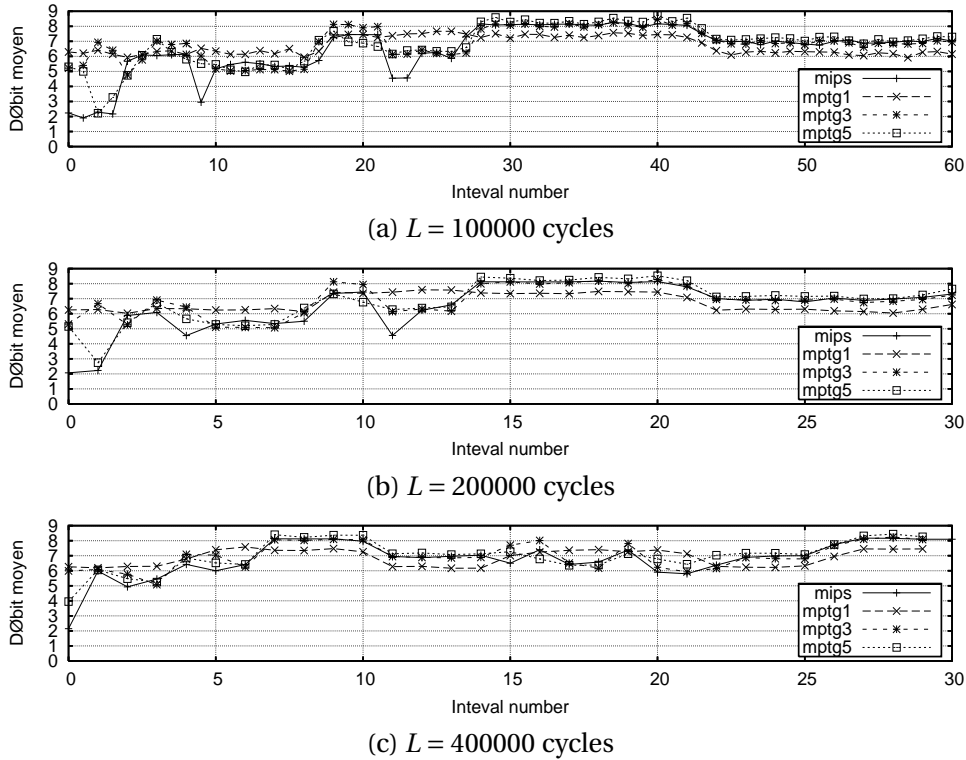 9
8
7
6
5
4
3
2
1
0
DØbit moyen
mips
mptg1
mptg3
mptg5
0 10 20 30 40 50 60
Inteval number
(a) L = 100000 cycles
9
8
7
6
5
4
3
2
1
0
DØbit moyen
mips
mptg1
mptg3
mptg5
0 5 10 15 20 25 30
Inteval number
(b) L = 200000 cycles
9
8
7
6
5
4
3
2
1
0
DØbit moyen
mips
mptg1
mptg3
mptg5
0 5 10 15 20 25 30
Inteval number
(c) L = 400000 cycles